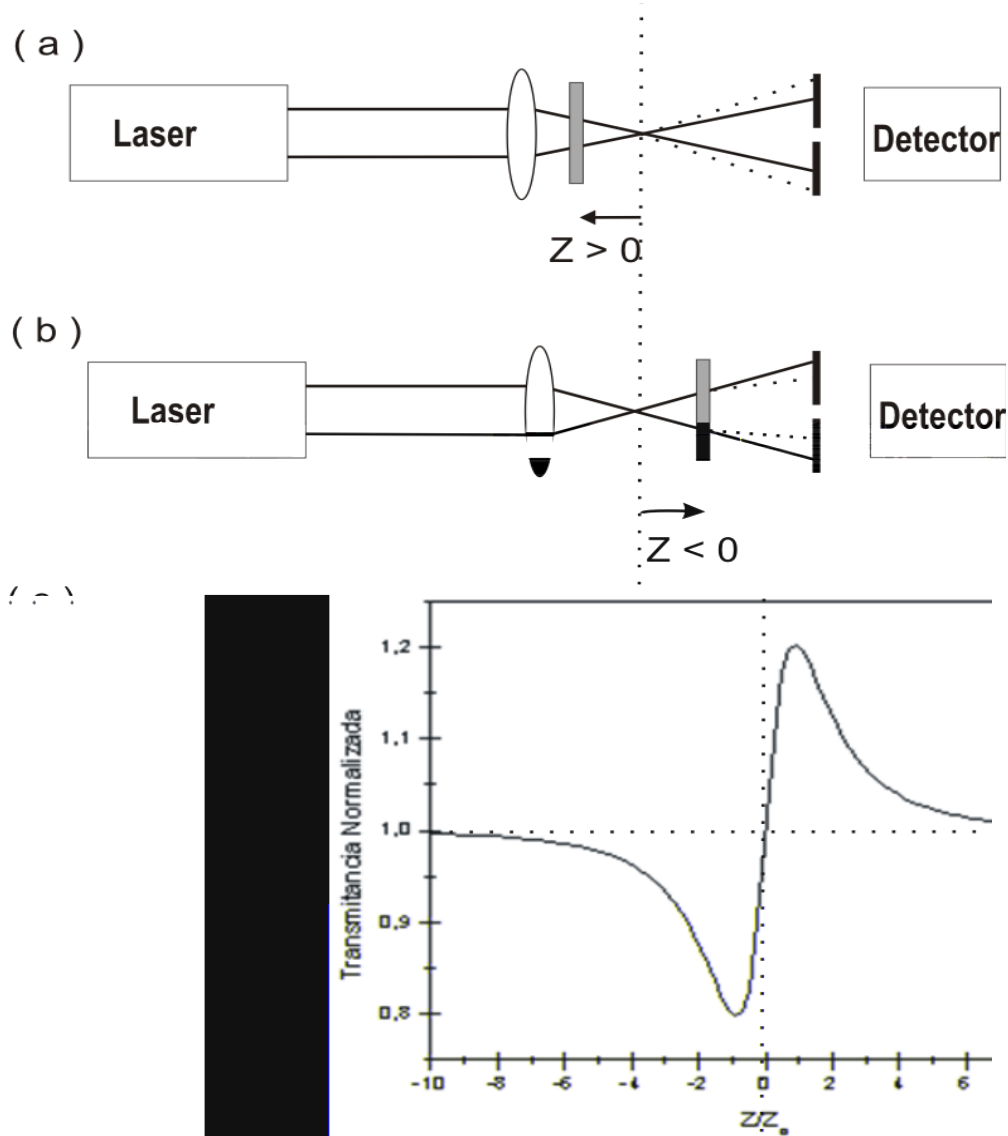 ( a )
Laser
Detector
Z > 0
( b )
Laser
Detector
Z < 0
Transmitancia Normalizada
1,2
1,1
1,0
0,9
0,8
-10 -8 -6 -4 -2 0 2 4 6
Z/Z₀